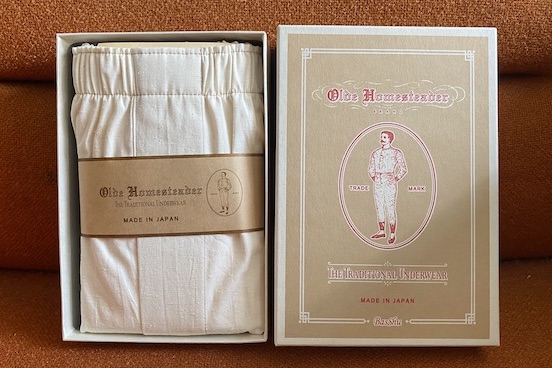 Olde Homesteader
THE TRADITIONAL UNDERWEAR
MADE IN JAPAN
Olde Homesteader
TRADE MARK
THE TRADITIONAL UNDERWEAR
MADE IN JAPAN